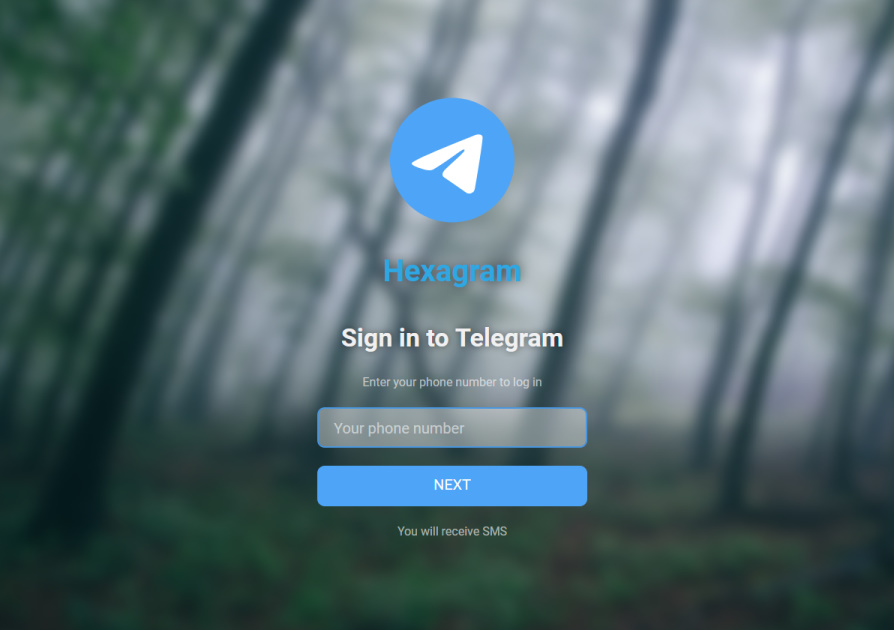 Hexagram
Sign in to Telegram
Enter your phone number to log in
Your phone number
NEXT
You will receive SMS